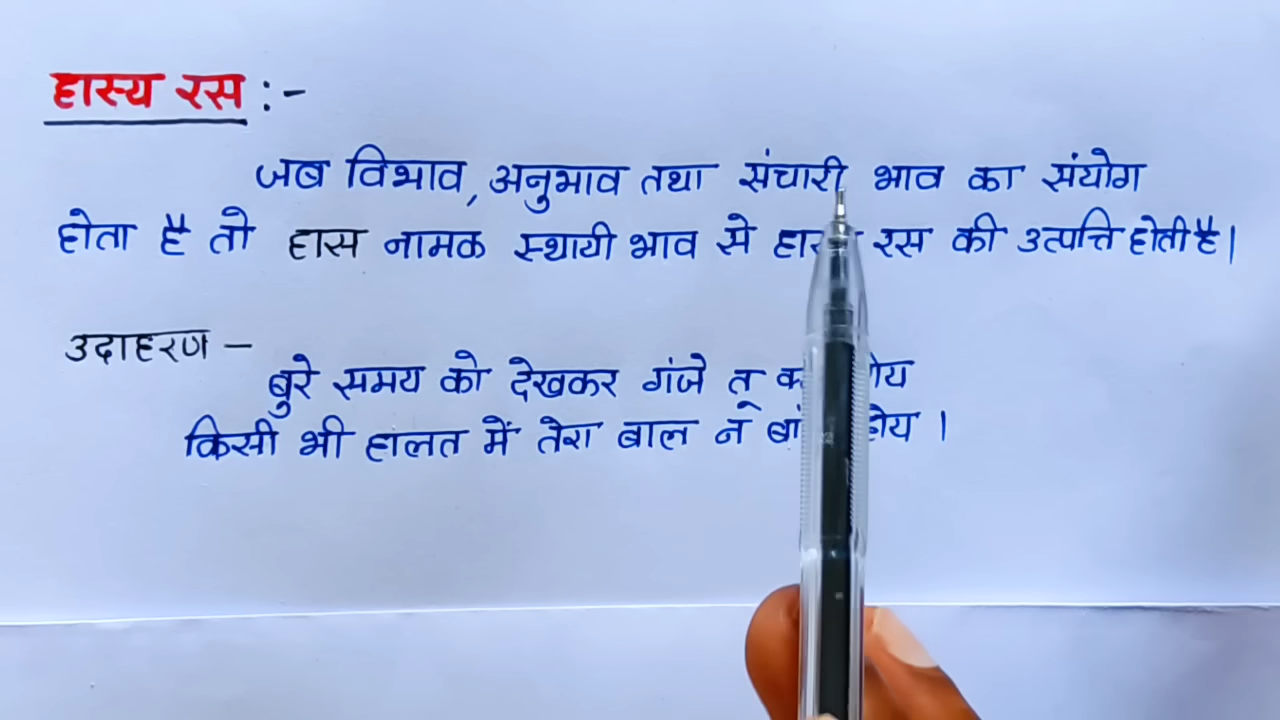 हास्य रस :-
जब विभाव, अनुभाव तथा संचारी भाव का संयोग
होता है तो हास नामक स्थायी भाव से रस की उत्पत्ति होती है।
उदाहरण –
बुरे समय को देखकर गंजे तू
किसी भी हालत में तेरा बाल न होय ।